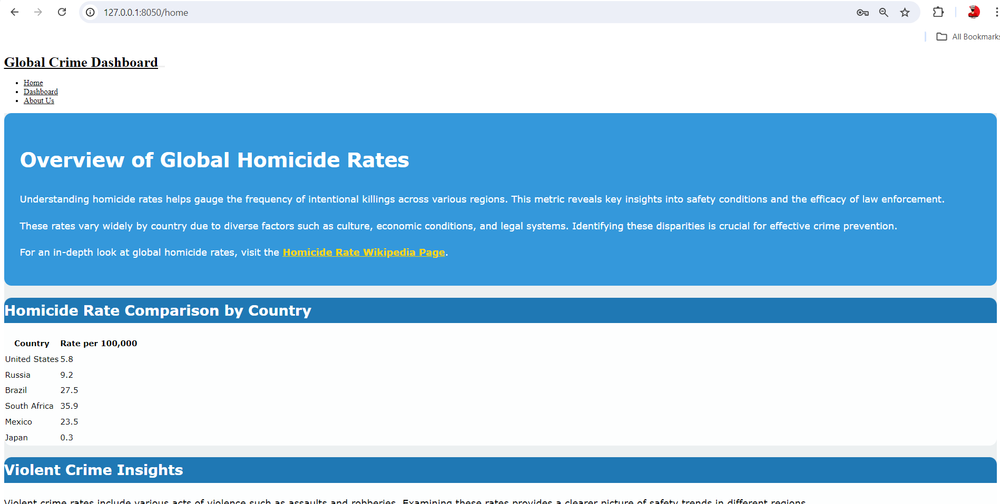 127.0.0.1:8050/home
All Bookmarks
Global Crime Dashboard
Home
Dashboard
About Us
Overview of Global Homicide Rates
Understanding homicide rates helps gauge the frequency of intentional killings across various regions. This metric reveals key insights into safety conditions and the efficacy of law enforcement.
These rates vary widely by country due to diverse factors such as culture, economic conditions, and legal systems. Identifying these disparities is crucial for effective crime prevention.
For an in-depth look at global homicide rates, visit the Homicide Rate Wikipedia Page.
Homicide Rate Comparison by Country
Country Rate per 100,000
United States 5.8
Russia 9.2
Brazil 27.5
South Africa 35.9
Mexico 23.5
Japan 0.3
Violent Crime Insights
Violent crime rates include various acts of violence such as assaults and robberies. Examining these rates provides a clearer picture of safety trends in different regions.